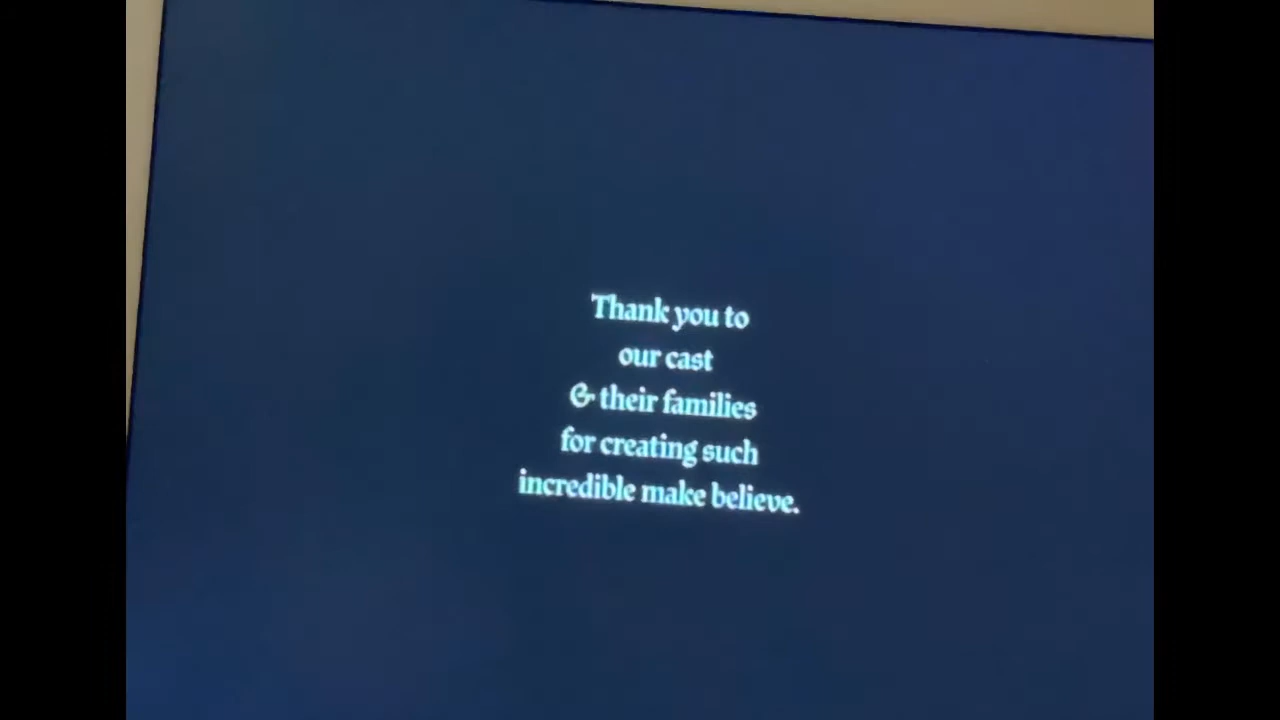 Thank you to
our cast
& their families
for creating such
incredible make believe.